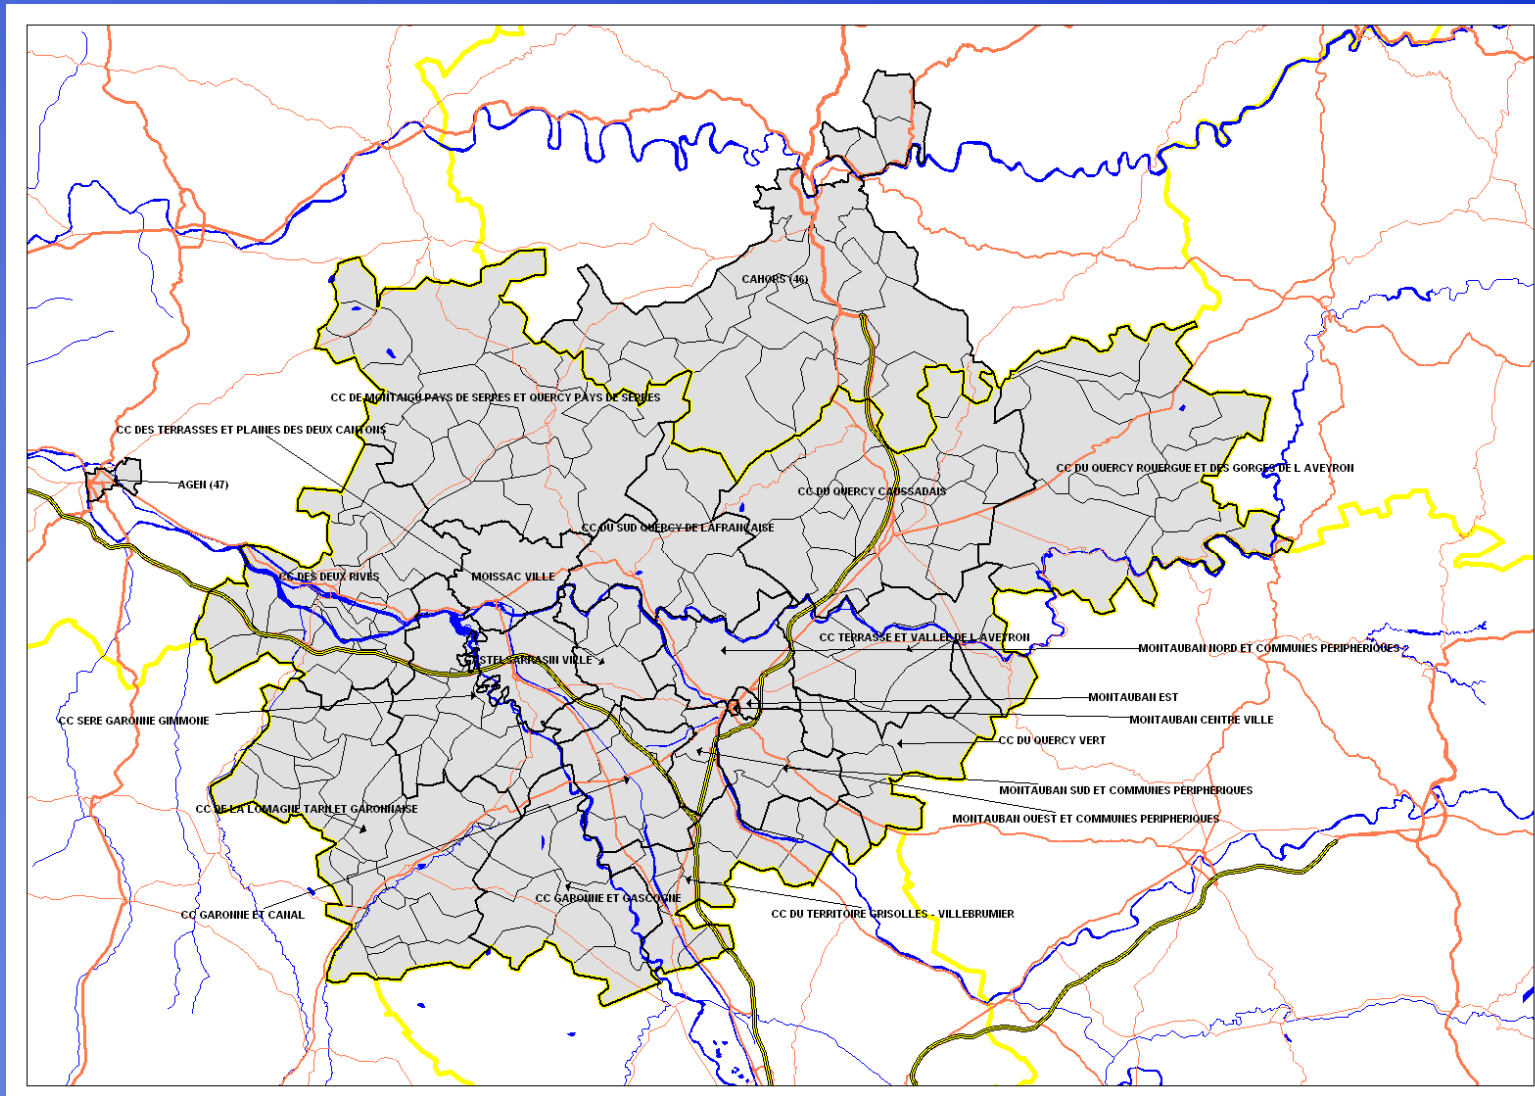 CAHORS (46)
CC DE MONTAIGU PAYS DE SERRES ET QUERCY PAYS DE SERRES
CC DES TERRASSES ET PLAINES DES DEUX CANTONS
CC DU QUERCY ROUERGUE ET DES GORGES DE L AVEYRON
AGEN (47)
CC DU QUERCY CAUSSADAIS
CC DU SUD QUERCY DE LAFRANCAISE
CC DES DEUX RIVES
MOISSAC VILLE
CC TERRASSE ET VALLEE DE L AVEYRON
MONTAUBAN NORD ET COMMUNES PERIPHERIQUES
CASTELSARRASIN VILLE
MONTAUBAN EST
CC SERE GARONNE GIMMONE
MONTAUBAN CENTRE VILLE
CC DU QUERCY VERT
MONTAUBAN SUD ET COMMUNES PERIPHERIQUES
CC DE LA LOMAGNE TARN ET GARONNAISE
MONTAUBAN OUEST ET COMMUNES PERIPHERIQUES
CC GARONNE ET GASCOGNE
CC GARONNE ET CANAL
CC DU TERRITOIRE GRISOLLES - VILLEBRUMIER